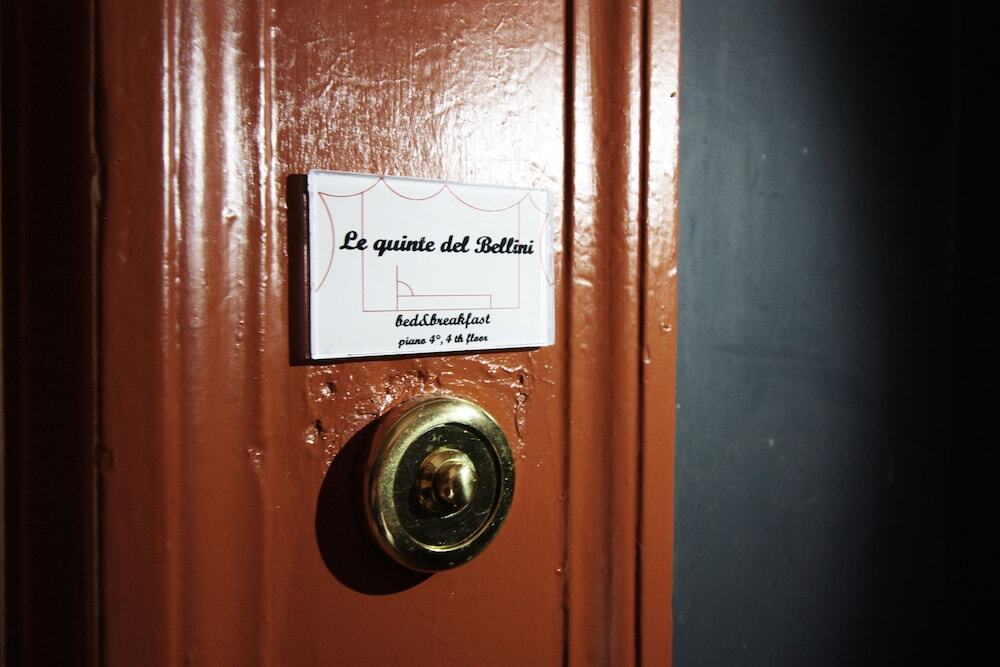 Le quinte del Bellini
bed&breakfast
piano 4°, 4 th floor